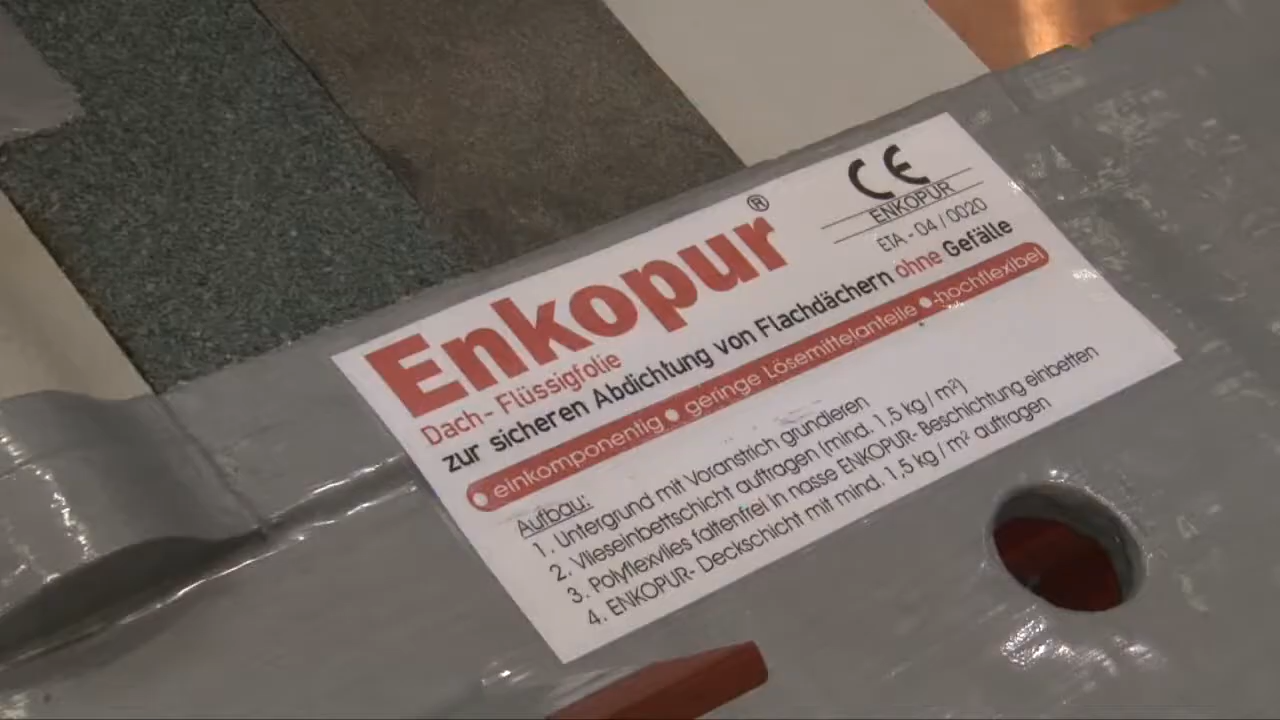 Enkopur®
CE
ENKOPUR
ETA - 04 / 0020
Dach- Flüssigfolie
zur sicheren Abdichtung von Flachdächern ohne Gefälle
• einkomponentig • geringe Lösemittelanteile • hochflexibel
Aufbau:
1. Untergrund mit Voranstrich grundieren
2. Vlieseinbettschicht auftragen (mind. 1,5 kg / m²)
3. Polyflexvlies faltenfrei in nasse ENKOPUR- Beschichtung einbetten
4. ENKOPUR- Deckschicht mit mind. 1,5 kg / m² auftragen